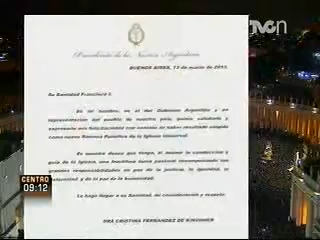 TVCn
Presidencia de la Nación Argentina
BUENOS AIRES, 13 de marzo de 2013.
Su Santidad Francisco I
En mi nombre, en el del Gobierno Argentino y en
representación del pueblo de nuestro país, quiero saludarlo y
expresarle mis felicitaciones con ocasión de haber resultado elegido
como nuevo Romano Pontífice de la Iglesia Universal.
Es nuestro deseo que tenga, al asumir la conducción y
guía de la Iglesia, una fructífera tarea pastoral desempeñando tan
grandes responsabilidades en pos de la justicia, la igualdad, la
fraternidad y de la paz de la humanidad.
Le hago llegar a su Santidad, mi consideración y respeto.
DRA CRISTINA FERNANDEZ DE KIRCHNER
CENTRO
09:12